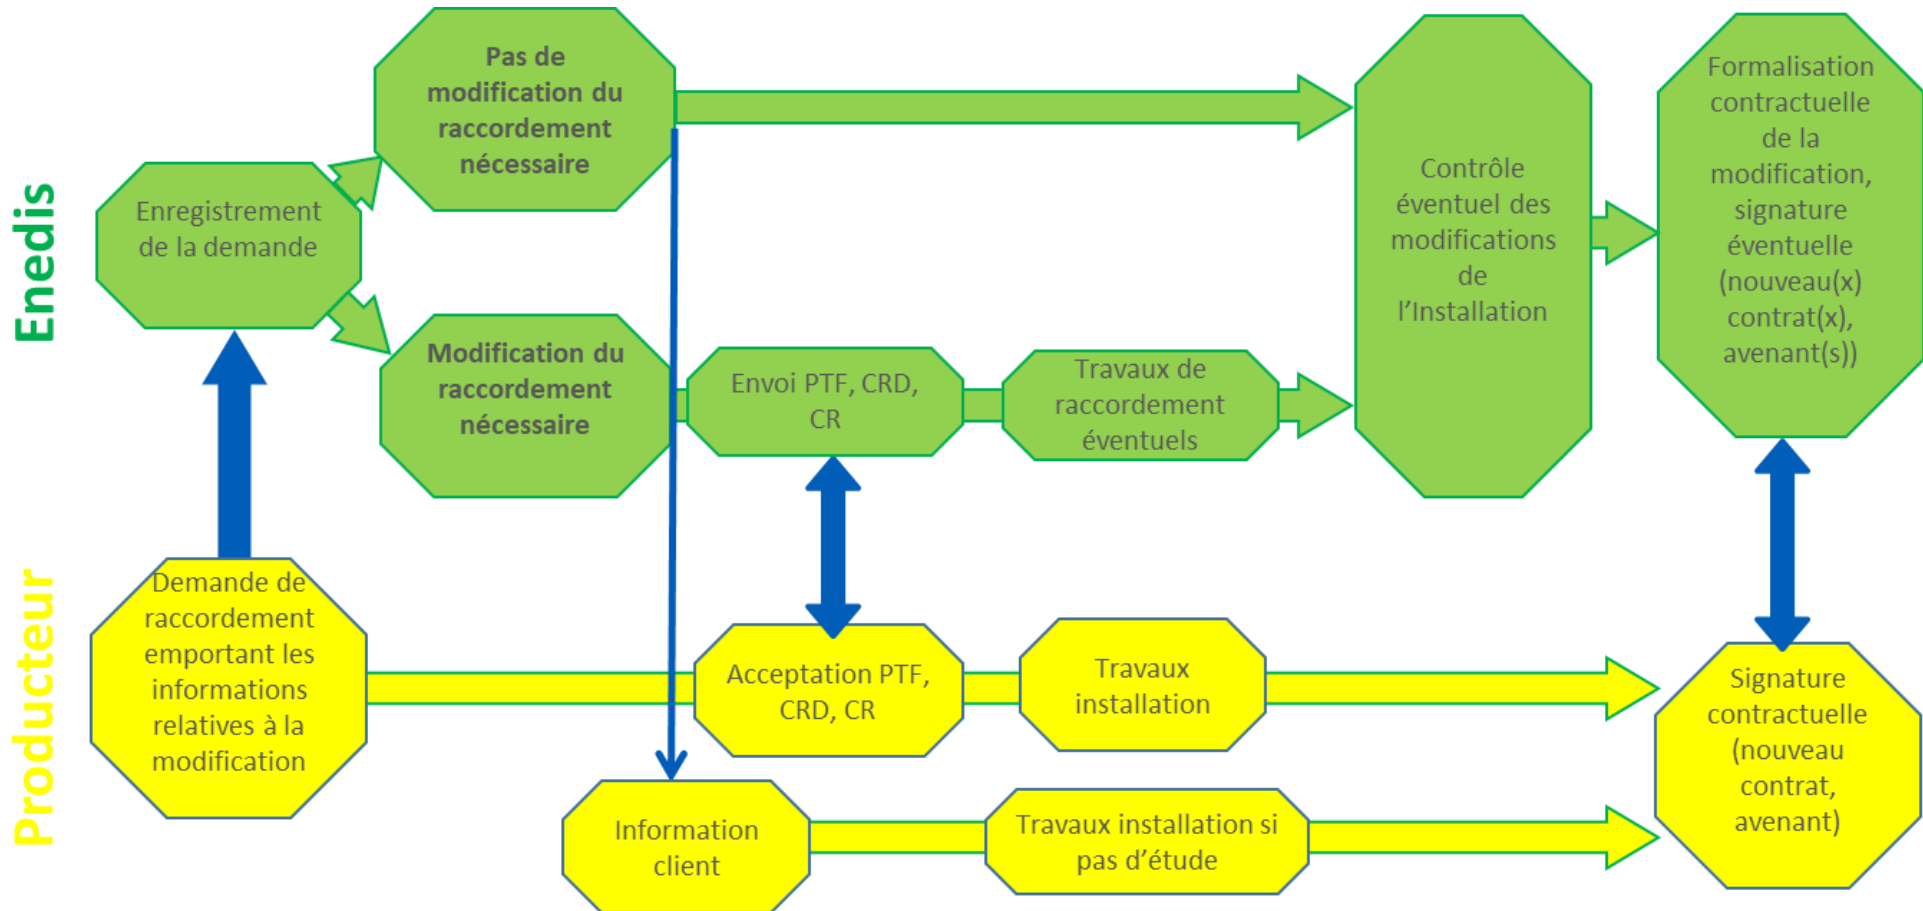 Enedis
Pas de
modification du
raccordement
nécessaire
Enregistrement
de la demande
Modification du
raccordement
nécessaire
Envoi PTF, CRD,
CR
Travaux de
raccordement
éventuels
Contrôle
éventuel des
modifications
de
l’Installation
Formalisation
contractuelle
de la
modification,
signature
éventuelle
(nouveau(x)
contrat(x),
avenant(s))
Producteur
Demande de
raccordement
emportant les
informations
relatives à la
modification
Acceptation PTF,
CRD, CR
Travaux
installation
Information
client
Travaux installation si
pas d’étude
Signature
contractuelle
(nouveau
contrat,
avenant)